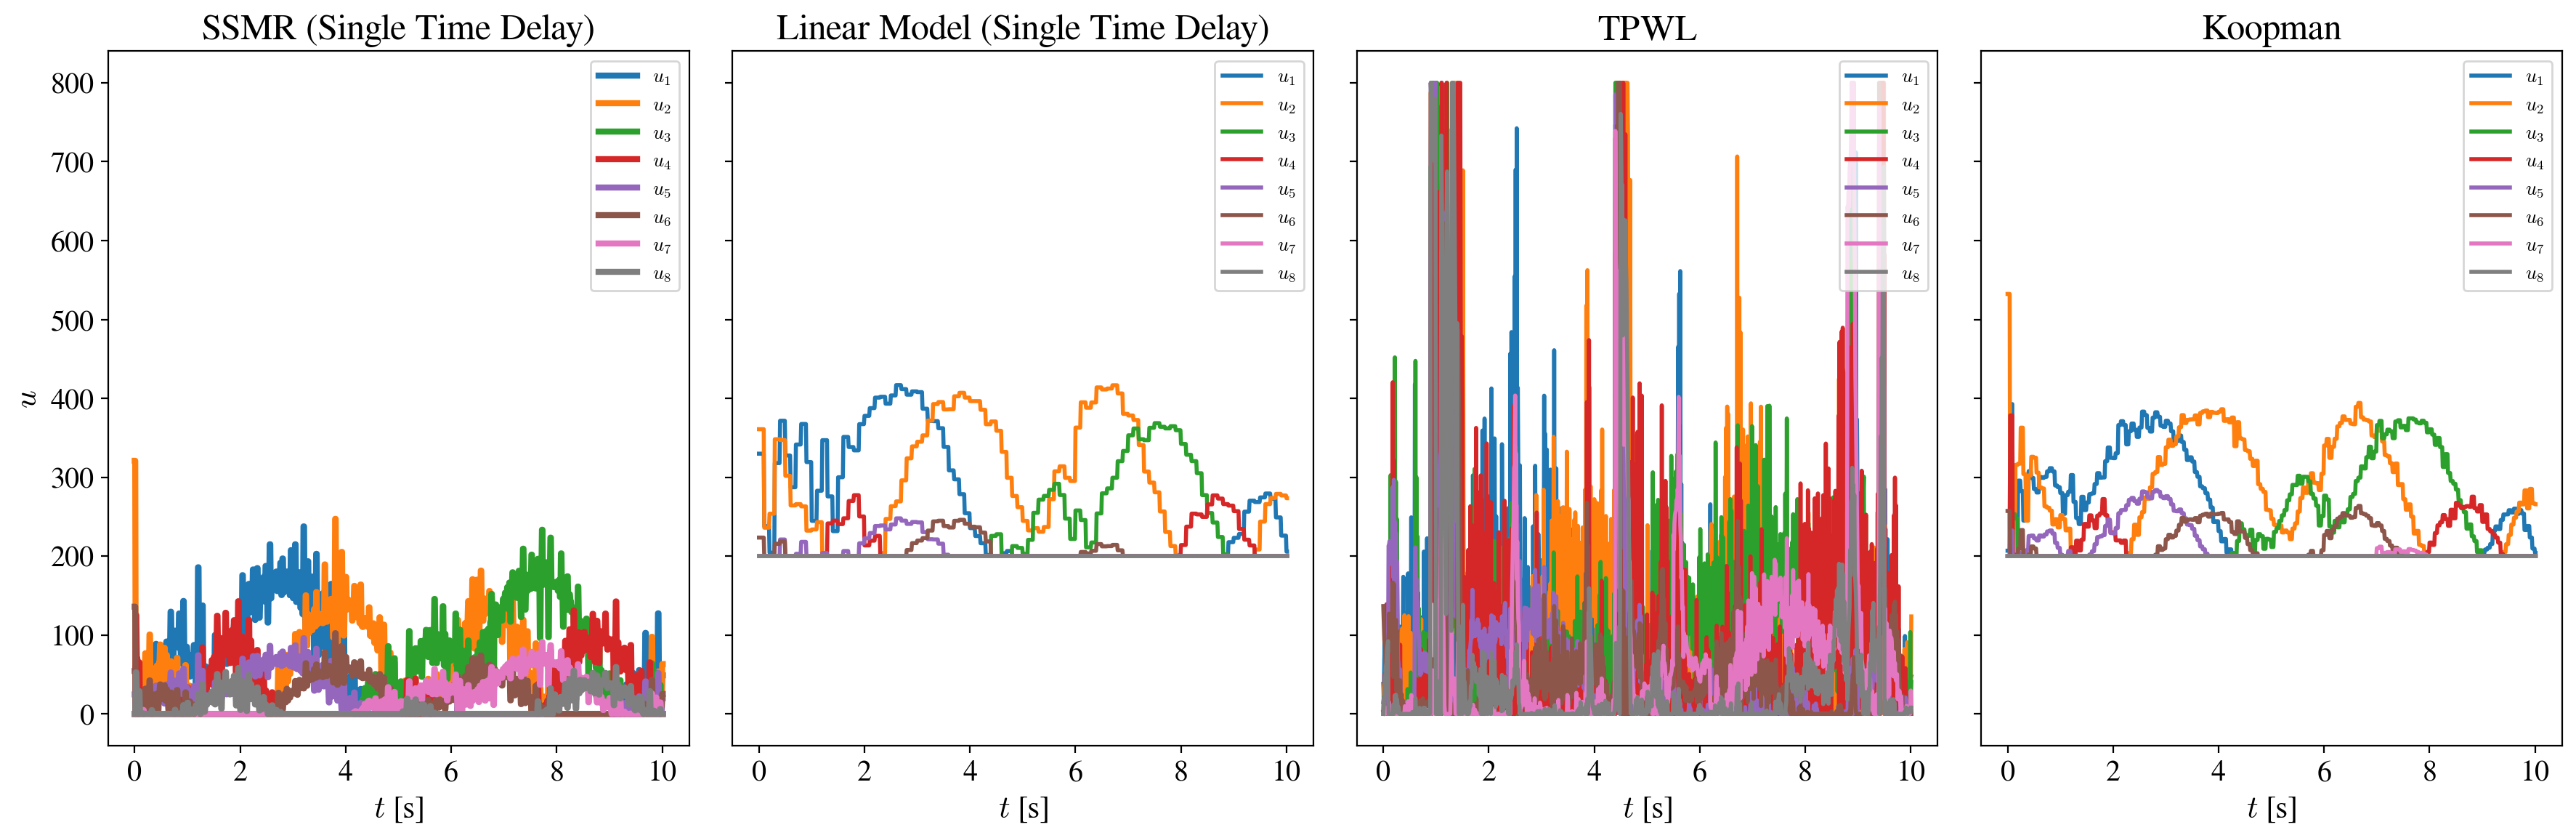 SSMR (Single Time Delay)
u
800
700
600
500
400
300
200
100
0
0 2 4 6 8 10
t [s]
u₁
u₂
u₃
u₄
u₅
u₆
u₇
u₈
Linear Model (Single Time Delay)
0 2 4 6 8 10
t [s]
u₁
u₂
u₃
u₄
u₅
u₆
u₇
u₈
TPWL
0 2 4 6 8 10
t [s]
u₁
u₂
u₃
u₄
u₅
u₆
u₇
u₈
Koopman
0 2 4 6 8 10
t [s]
u₁
u₂
u₃
u₄
u₅
u₆
u₇
u₈